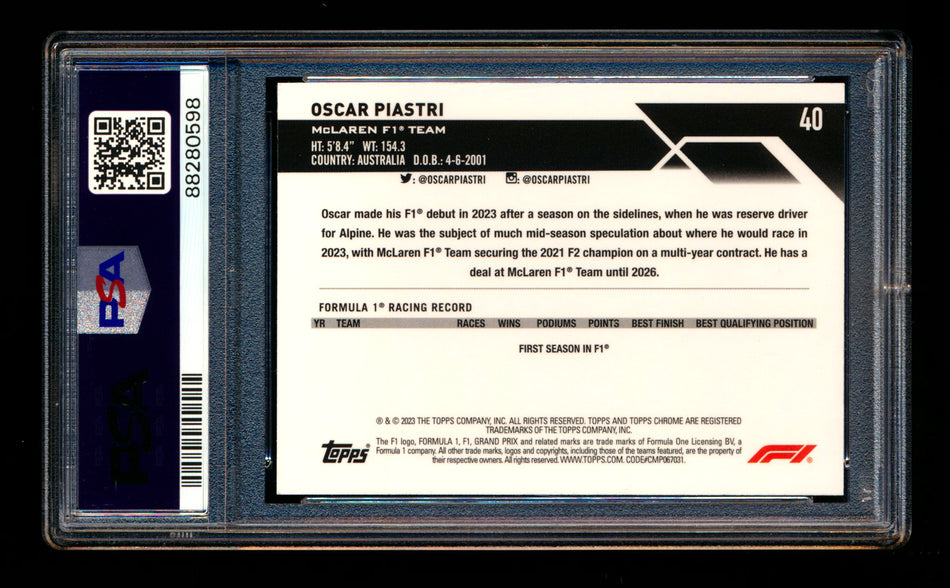 88280598
PSA
PSA
OSCAR PIASTRI
40
McLAREN F1® TEAM
HT: 5'8.4" WT: 154.3
COUNTRY: AUSTRALIA D.O.B.: 4-6-2001
: @OSCARPIASTRI : @OSCARPIASTRI
Oscar made his F1® debut in 2023 after a season on the sidelines, when he was reserve driver
for Alpine. He was the subject of much mid-season speculation about where he would race in
2023, with McLaren F1® Team securing the 2021 F2 champion on a multi-year contract. He has a
deal at McLaren F1® Team until 2026.
FORMULA 1® RACING RECORD
YR TEAM RACES WINS PODIUMS POINTS BEST FINISH BEST QUALIFYING POSITION
FIRST SEASON IN F1®
® & © 2023 THE TOPPS COMPANY, INC. ALL RIGHTS RESERVED. TOPPS AND TOPPS CHROME ARE REGISTERED
TRADEMARKS OF THE TOPPS COMPANY, INC.
The F1 logo, FORMULA 1, F1, GRAND PRIX and related marks are trade marks of Formula One Licensing BV, a
Formula 1 company. All other trade marks, logos and copyrights, including those of the teams featured, are the property of
their respective owners. All rights reserved. WWW.TOPPS.COM. CODE#CMP067031.
Topps®
F1®